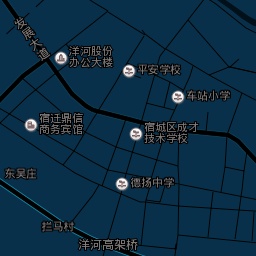 发展大道
洋河股份
办公大楼
平安学校
车站小学
宿迁鼎信
商务宾馆
宿城区成才
技术学校
东吴庄
德扬中学
拦马村
洋河高架桥